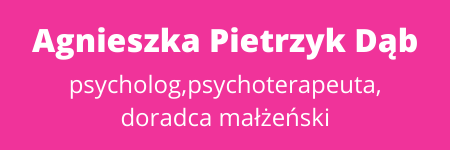 Agnieszka Pietrzyk Dąb
psycholog,psychoterapeuta,
doradca małżeński